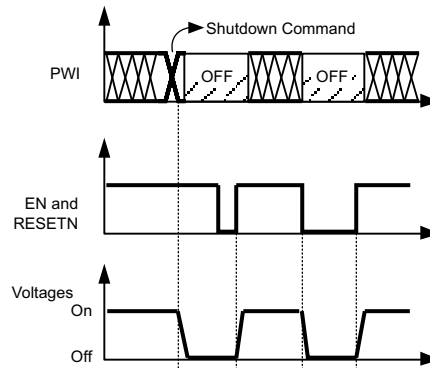 Shutdown Command
PWI
OFF
OFF
EN and
RESETN
Voltages
On
Off